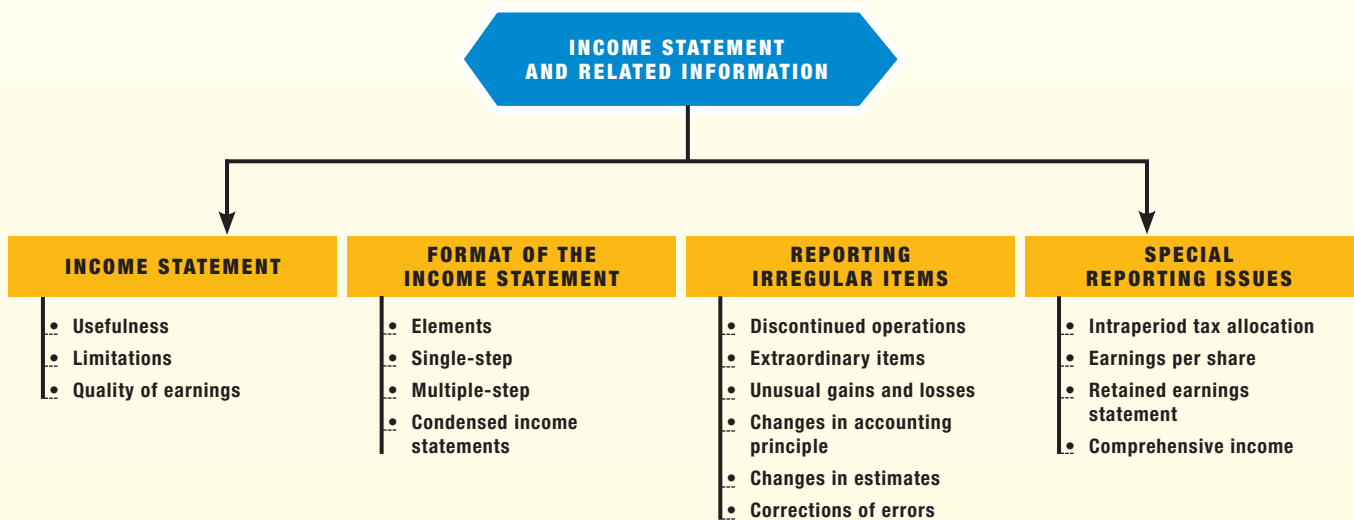 INCOME STATEMENT
AND RELATED INFORMATION
INCOME STATEMENT
• Usefulness
• Limitations
• Quality of earnings
FORMAT OF THE
INCOME STATEMENT
• Elements
• Single-step
• Multiple-step
• Condensed income
statements
REPORTING
IRREGULAR ITEMS
• Discontinued operations
• Extraordinary items
• Unusual gains and losses
• Changes in accounting
principle
• Changes in estimates
• Corrections of errors
SPECIAL
REPORTING ISSUES
• Intraperiod tax allocation
• Earnings per share
• Retained earnings
statement
• Comprehensive income